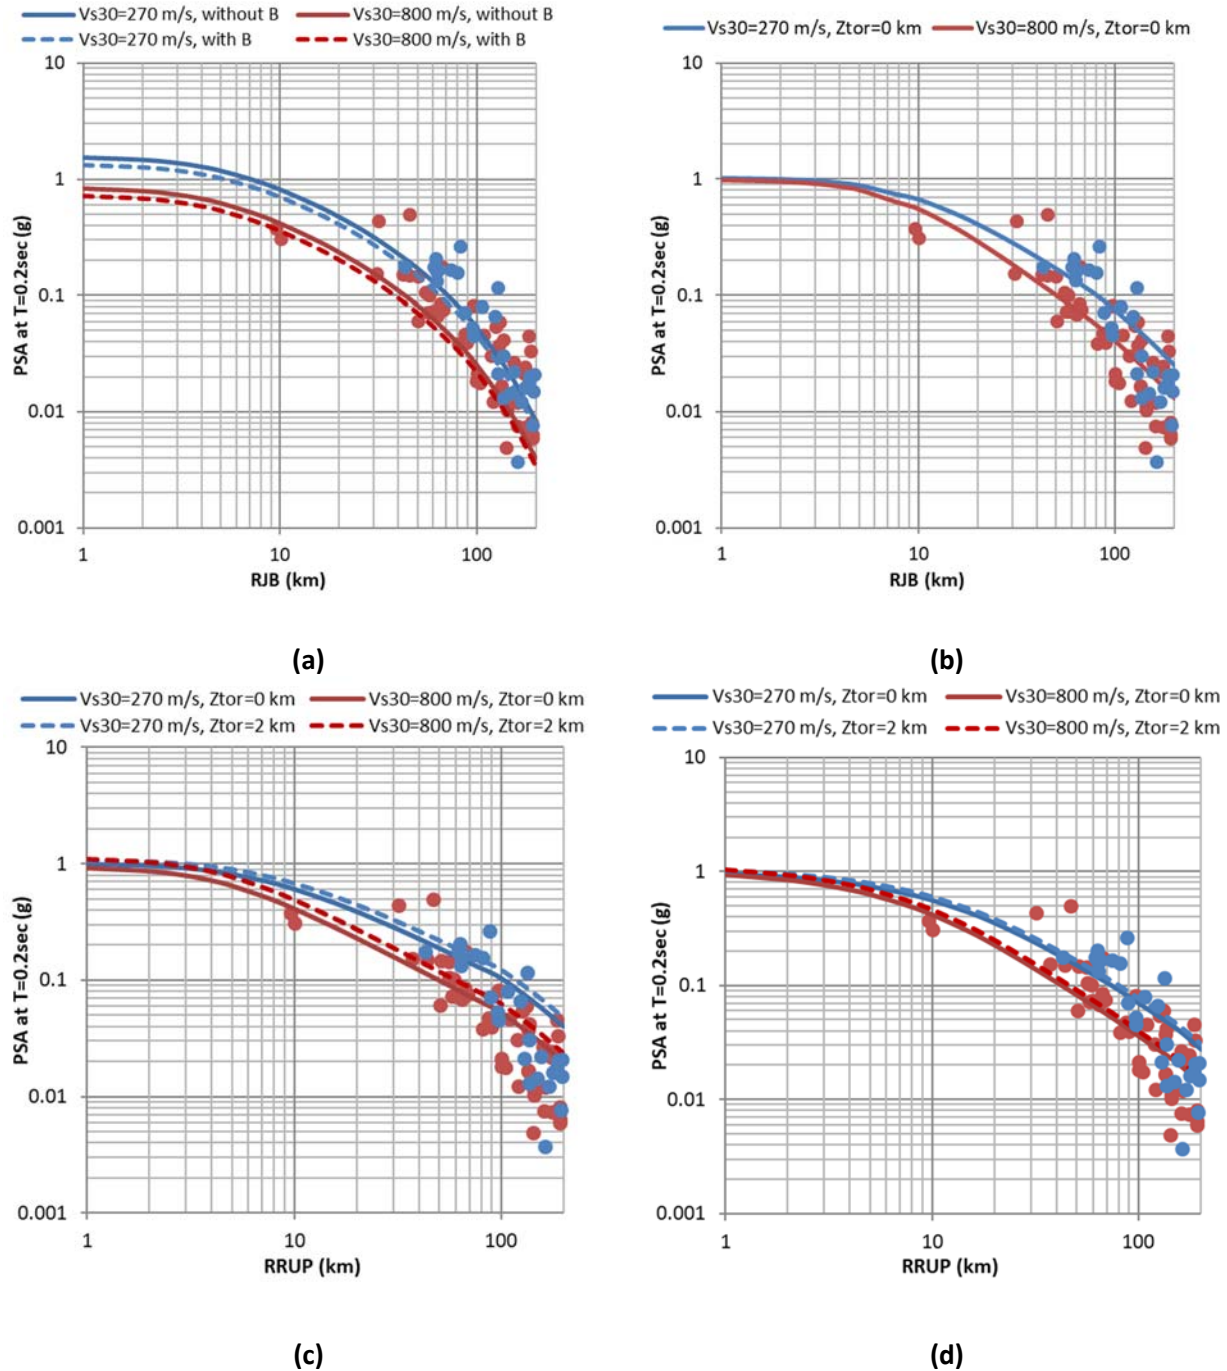 Vs30=270 m/s, without B Vs30=800 m/s, without B
Vs30=270 m/s, with B Vs30=800 m/s, with B
10
1
0.1
0.01
0.001
PSA at T=0.2sec (g)
1 10 100
RJB (km)
(a)
Vs30=270 m/s, Ztor=0 km Vs30=800 m/s, Ztor=0 km
10
1
0.1
0.01
0.001
PSA at T=0.2sec (g)
1 10 100
RJB (km)
(b)
Vs30=270 m/s, Ztor=0 km Vs30=800 m/s, Ztor=0 km
Vs30=270 m/s, Ztor=2 km Vs30=800 m/s, Ztor=2 km
10
1
0.1
0.01
0.001
PSA at T=0.2sec (g)
1 10 100
RRUP (km)
(c)
Vs30=270 m/s, Ztor=0 km Vs30=800 m/s, Ztor=0 km
Vs30=270 m/s, Ztor=2 km Vs30=800 m/s, Ztor=2 km
10
1
0.1
0.01
0.001
PSA at T=0.2sec (g)
1 10 100
RRUP (km)
(d)